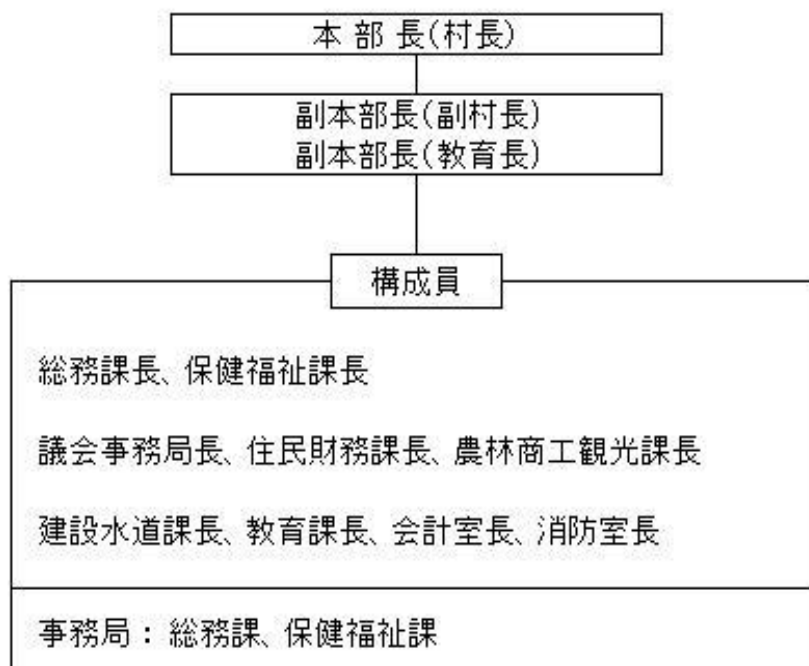 本 部 長(村長)
副本部長(副村長)
副本部長(教育長)
構成員
総務課長、保健福祉課長
議会事務局長、住民財務課長、農林商工観光課長
建設水道課長、教育課長、会計室長、消防室長
事務局：総務課、保健福祉課